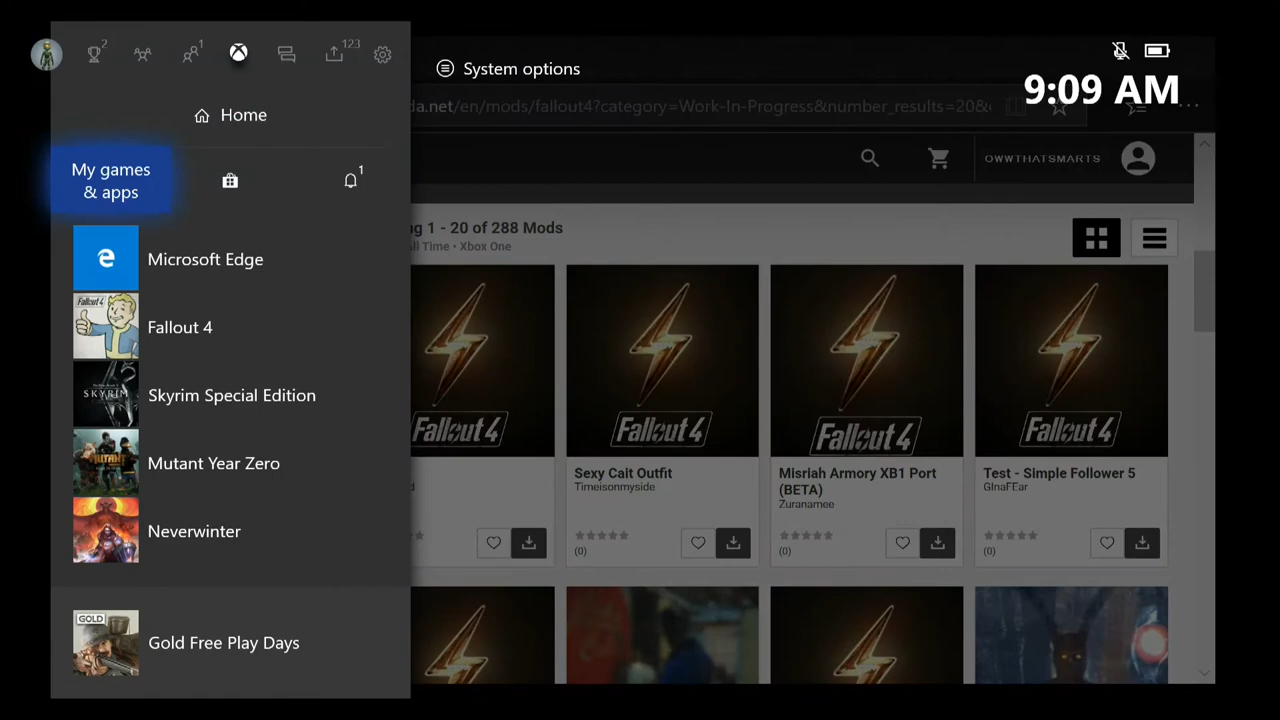 2
1
123
System options
9:09 AM
da.net/en/mods/fallout4?category=Work-In-Progress&number_results=20&
Home
My games
& apps
1
OWWTHATSMARTS
g 1 - 20 of 288 Mods
ll Time • Xbox One
Microsoft Edge
Fallout 4
Fallout 4
SKYRIM
Skyrim Special Edition
MUTANT
Mutant Year Zero
Neverwinter
GOLD
Gold Free Play Days
Fallout 4
Fallout 4
Fallout 4
Fallout 4
d
Sexy Cait Outfit
Timeisonmyside
(0)
Misriah Armory XB1 Port
(BETA)
Zuranamee
(0)
Test - Simple Follower 5
GInaFEar
(0)